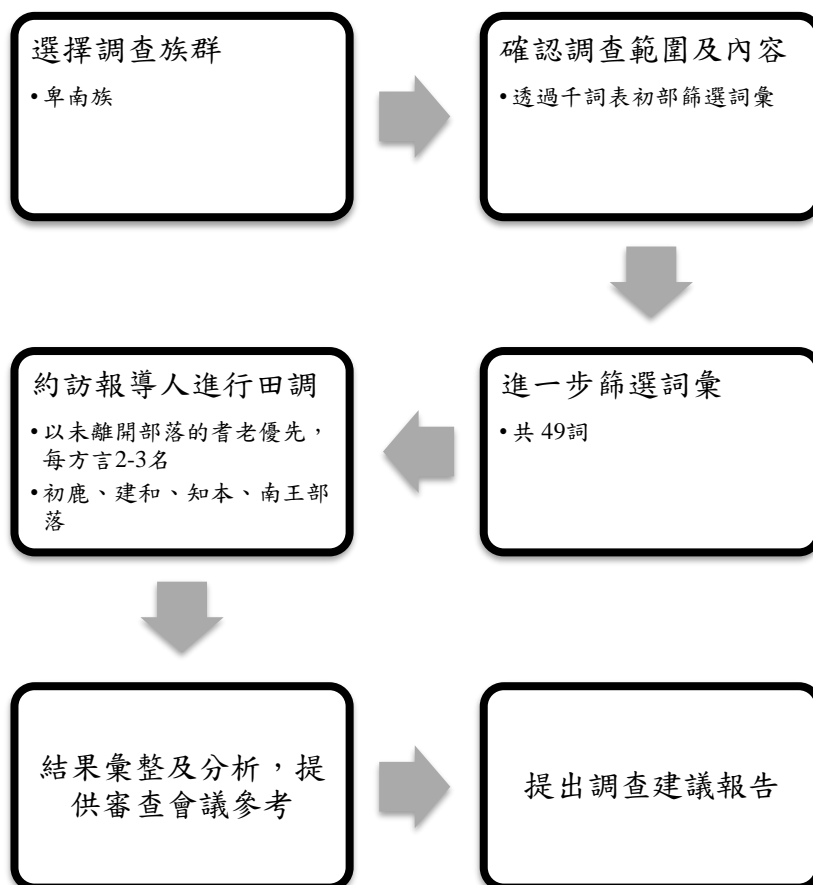 選擇調查族群
•卑南族
確認調查範圍及內容
•透過千詞表初部篩選詞彙
進一步篩選詞彙
•共 49詞
約訪報導人進行田調
•以未離開部落的耆老優先，
每方言2-3名
•初鹿、建和、知本、南王部
落
結果彙整及分析，提
供審查會議參考
提出調查建議報告